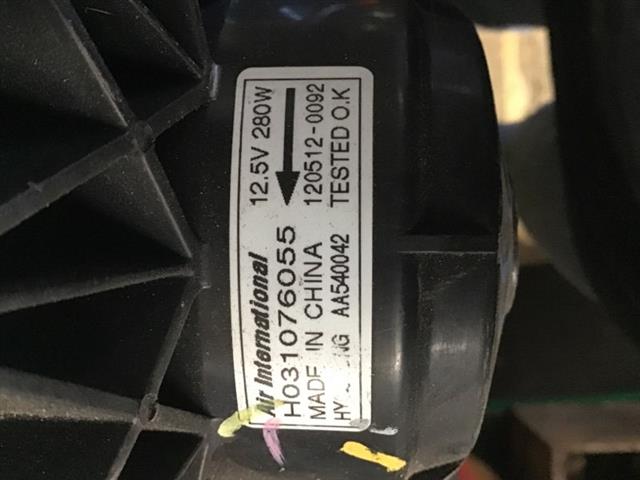 Air International 12.5V 280W
H031076055
MADE IN CHINA 120512-0092
AA540042 TESTED O.K